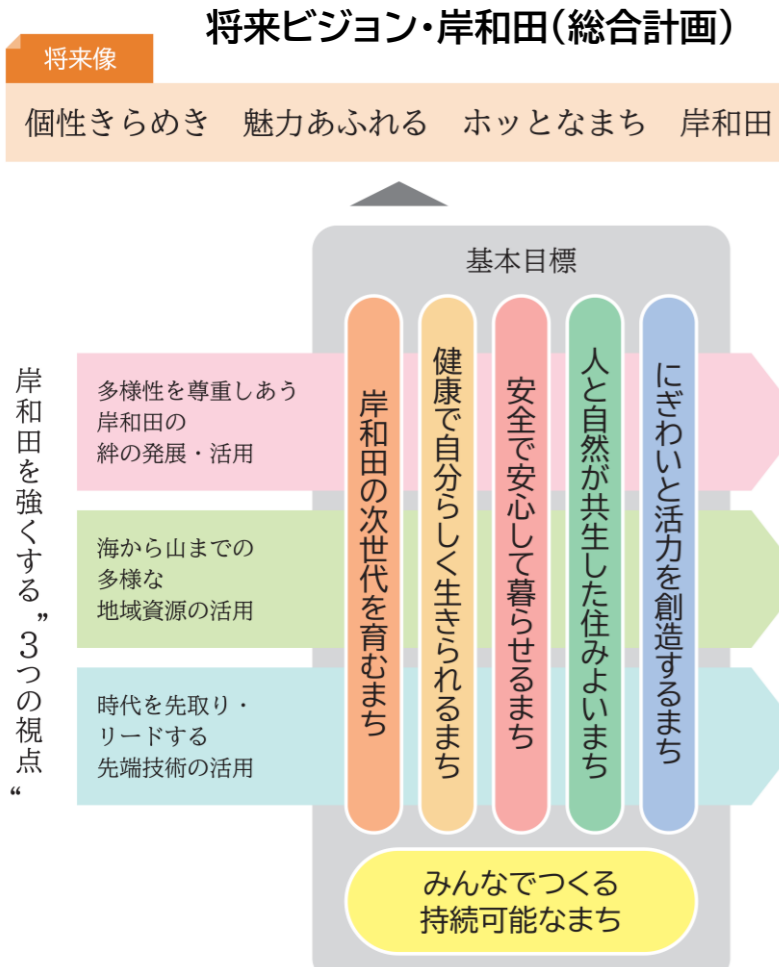 将来ビジョン・岸和田（総合計画）
将来像
個性きらめき　魅力あふれる　ホッとなまち　岸和田
基本目標
岸和田を強くする”３つの視点“
多様性を尊重しあう
岸和田の
絆の発展・活用
海から山までの
多様な
地域資源の活用
時代を先取り・
リードする
先端技術の活用
岸和田の次世代を育むまち
健康で自分らしく生きられるまち
安全で安心して暮らせるまち
人と自然が共生した住みよいまち
にぎわいと活力を創造するまち
みんなでつくる
持続可能なまち